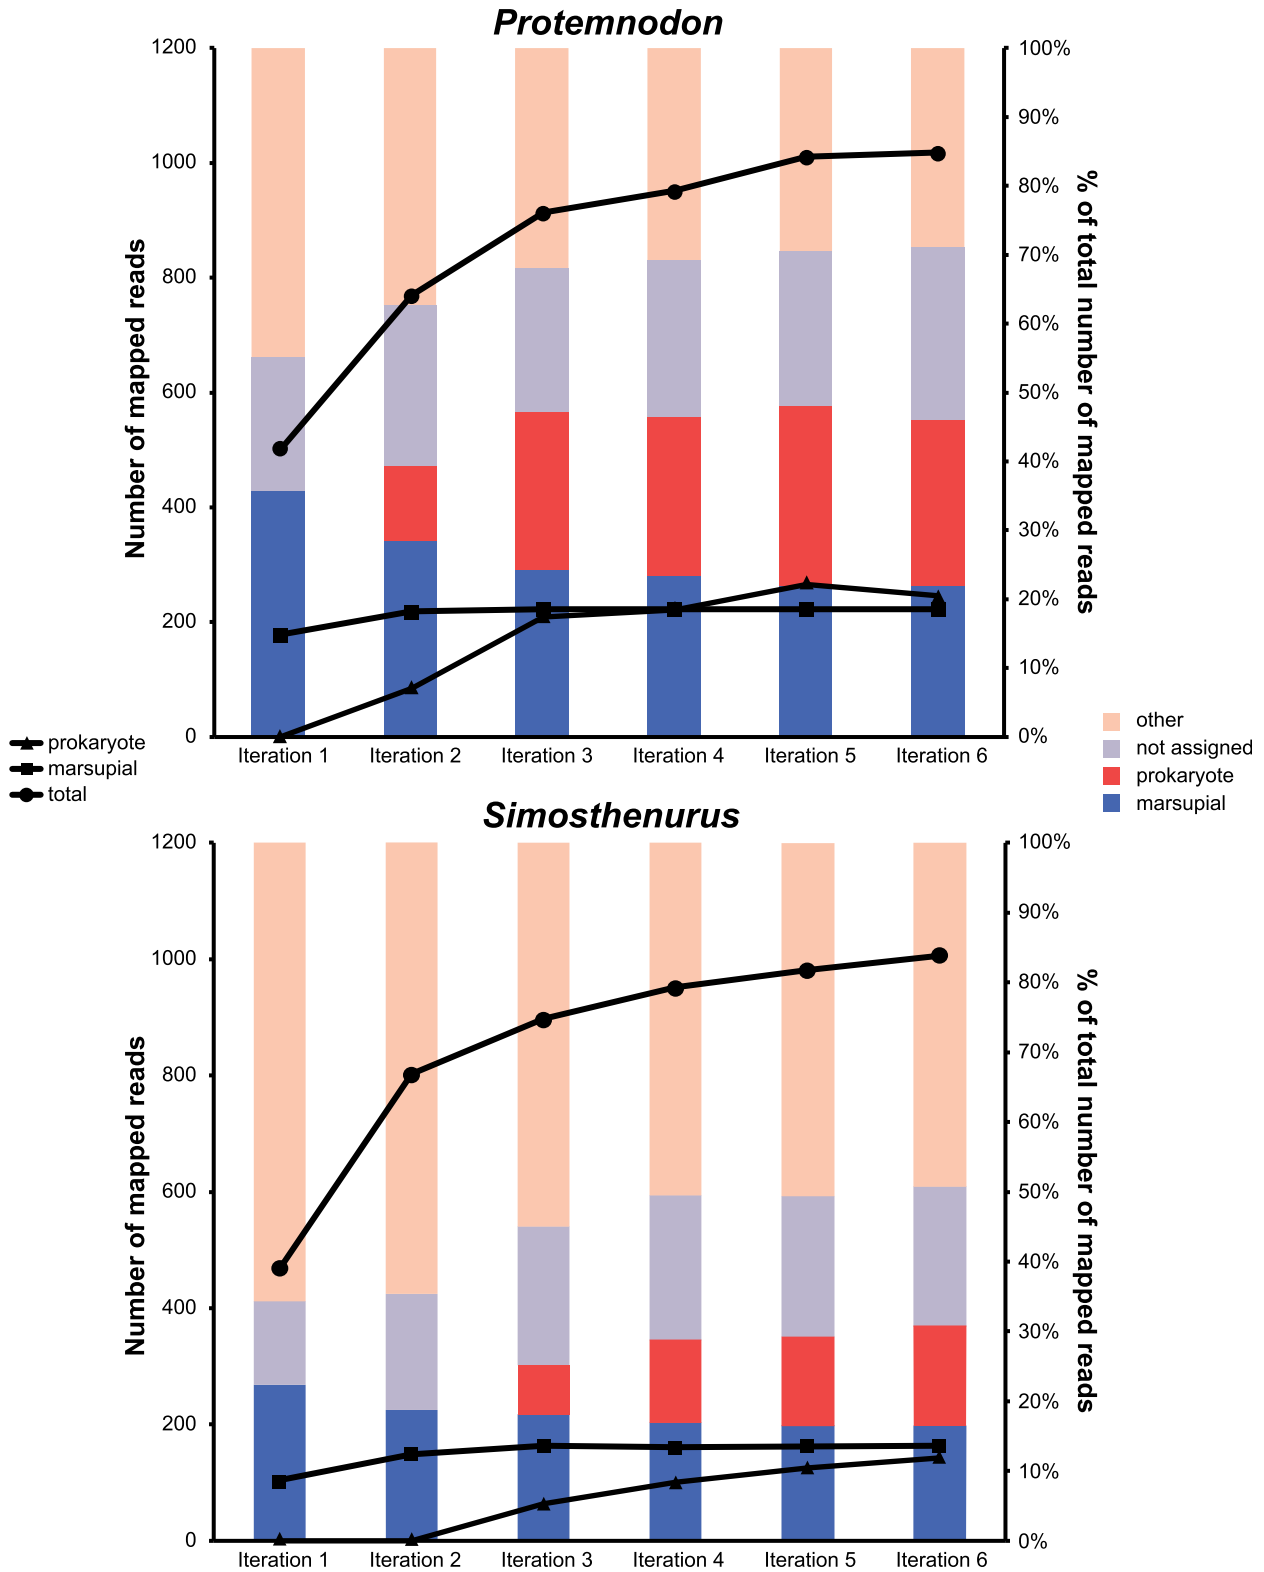 Protemnodon
1200
1000
800
600
400
200
0
Number of mapped reads
100%
90%
80%
70%
60%
50%
40%
30%
20%
10%
0%
% of total number of mapped reads
Iteration 1 Iteration 2 Iteration 3 Iteration 4 Iteration 5 Iteration 6
prokaryote
marsupial
total
other
not assigned
prokaryote
marsupial
Simosthenurus
1200
1000
800
600
400
200
0
Number of mapped reads
100%
90%
80%
70%
60%
50%
40%
30%
20%
10%
0%
% of total number of mapped reads
Iteration 1 Iteration 2 Iteration 3 Iteration 4 Iteration 5 Iteration 6